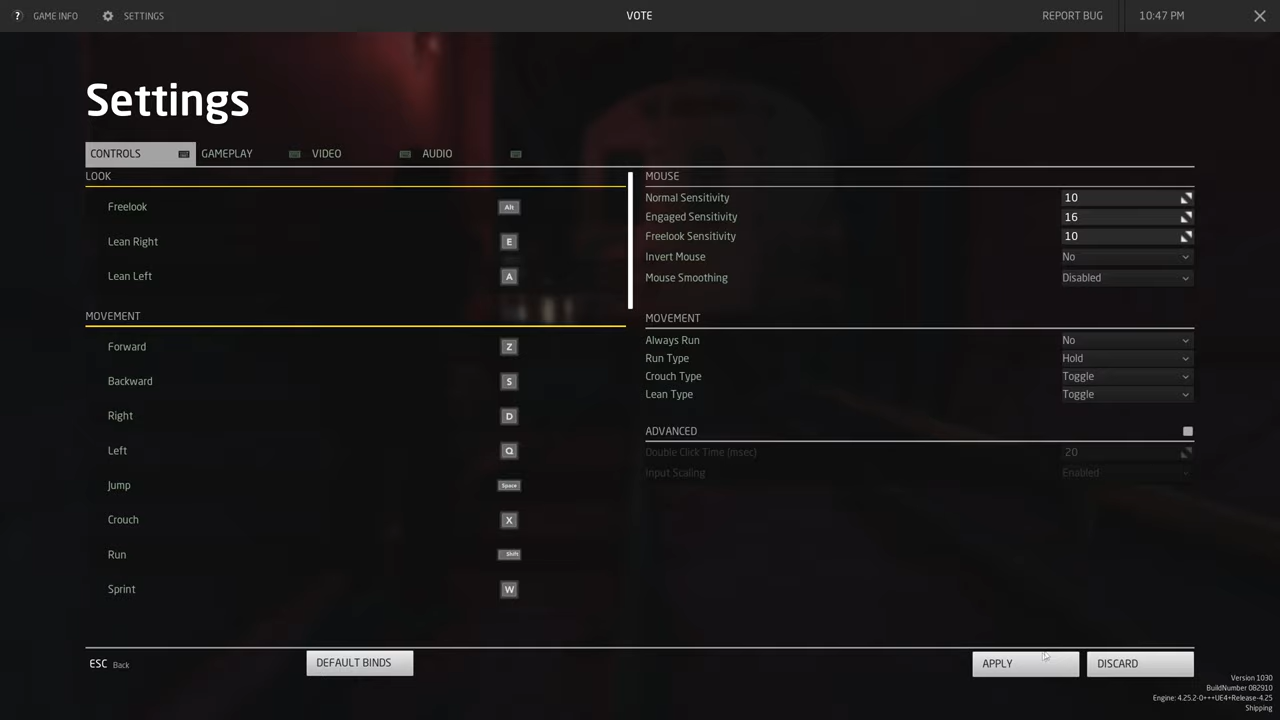 ? GAME INFO SETTINGS VOTE REPORT BUG 10:47 PM
Settings
CONTROLS GAMEPLAY VIDEO AUDIO
LOOK
Freelook Alt
Lean Right E
Lean Left A
MOVEMENT
Forward Z
Backward S
Right D
Left Q
Jump Space
Crouch X
Run Shift
Sprint W
MOUSE
Normal Sensitivity 10
Engaged Sensitivity 16
Freelook Sensitivity 10
Invert Mouse No
Mouse Smoothing Disabled
MOVEMENT
Always Run No
Run Type Hold
Crouch Type Toggle
Lean Type Toggle
ADVANCED
Double Click Time (msec) 20
Input Scaling Enabled
ESC Back DEFAULT BINDS APPLY DISCARD
Version 1030
BuildNumber 082910
Engine: 4.25.2-0+++UE4+Release-4.25
Shipping